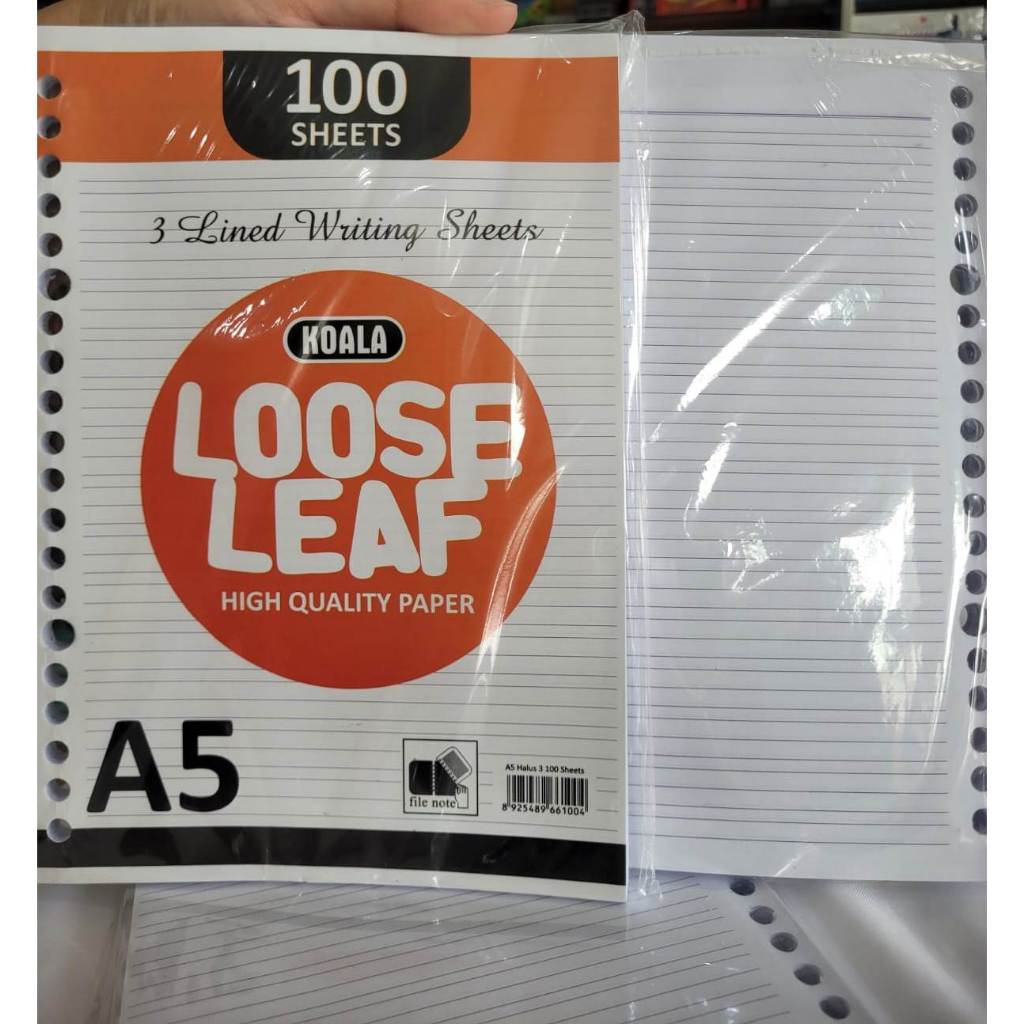 100
SHEETS
3 Lined Writing Sheets
KOALA
LOOSE
LEAF
HIGH QUALITY PAPER
A5
file note
A5 Halus 3 100 Sheets
8 925489 661004